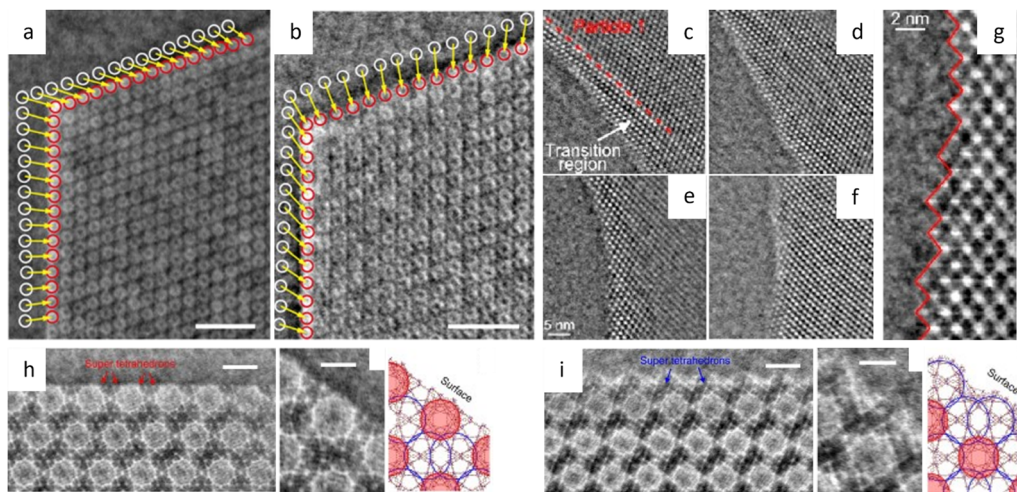 a
b
c
Particle 1
Transition
region
d
e
5 nm
f
g
2 nm
h
Super tetrahedrons
Surface
i
Super tetrahedrons
Surface